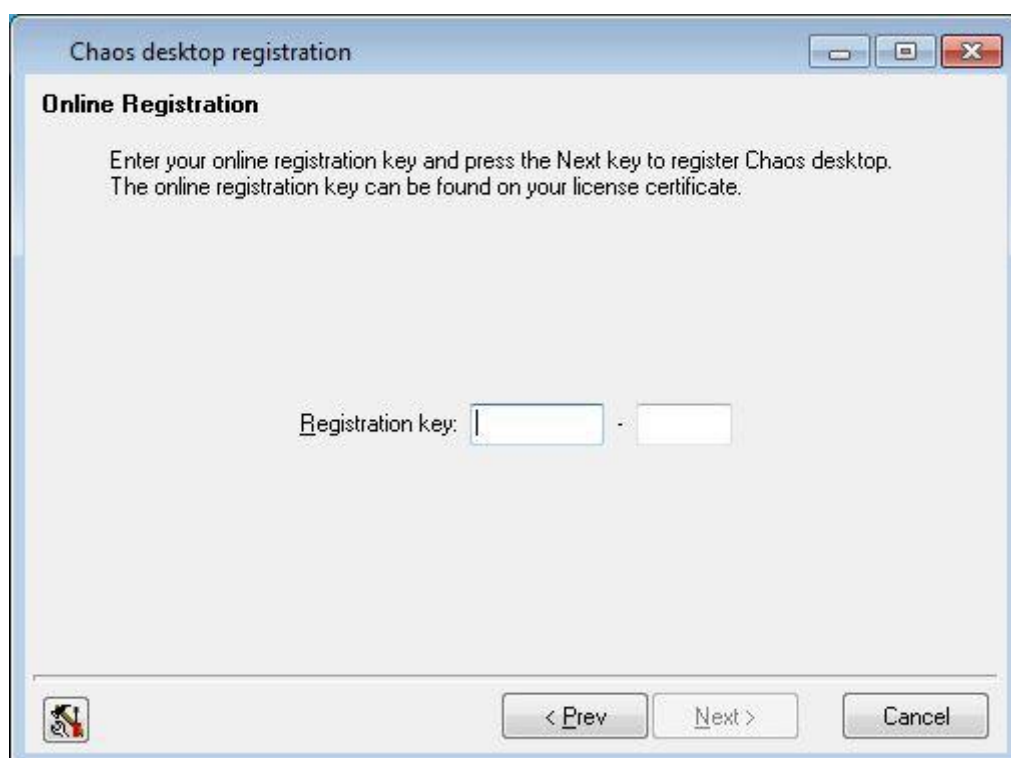 Chaos desktop registration
Online Registration
Enter your online registration key and press the Next key to register Chaos desktop.
The online registration key can be found on your license certificate.
Registration key: -
< Prev Next > Cancel